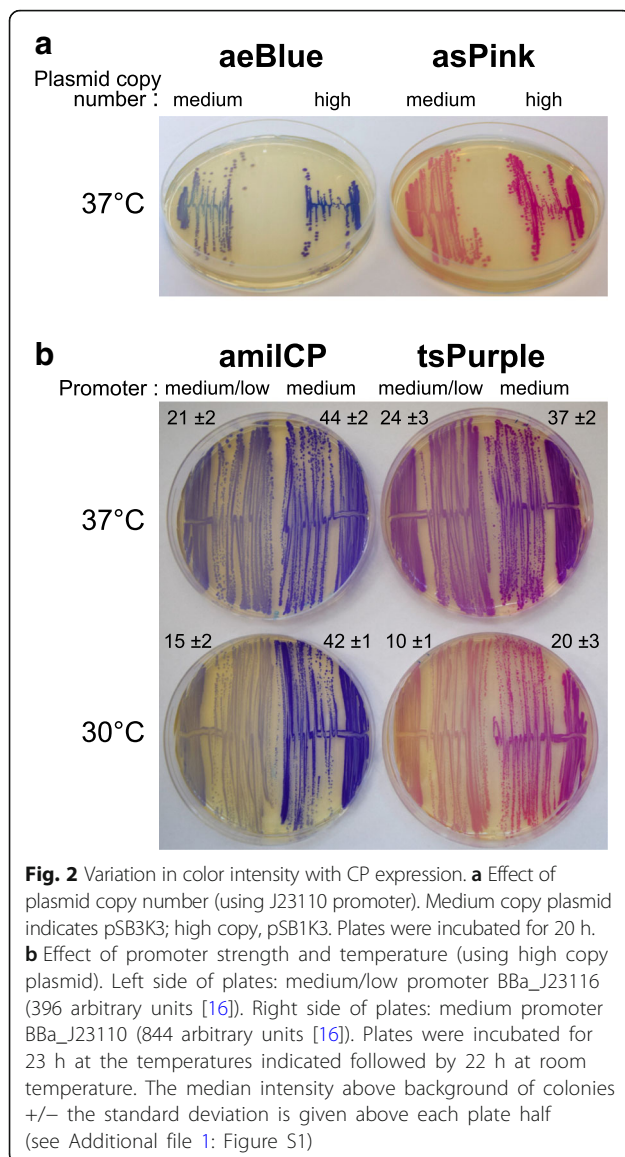 a
aeBlue asPink
Plasmid copy
number : medium high medium high
37°C
b
amilCP tsPurple
Promoter : medium/low medium medium/low medium
21 ±2 44 ±2 24 ±3 37 ±2
37°C
15 ±2 42 ±1 10 ±1 20 ±3
30°C
Fig. 2 Variation in color intensity with CP expression. a Effect of
plasmid copy number (using J23110 promoter). Medium copy plasmid
indicates pSB3K3; high copy, pSB1K3. Plates were incubated for 20 h.
b Effect of promoter strength and temperature (using high copy
plasmid). Left side of plates: medium/low promoter BBa_J23116
(396 arbitrary units [16]). Right side of plates: medium promoter
BBa_J23110 (844 arbitrary units [16]). Plates were incubated for
23 h at the temperatures indicated followed by 22 h at room
temperature. The median intensity above background of colonies
+/− the standard deviation is given above each plate half
(see Additional file 1: Figure S1)